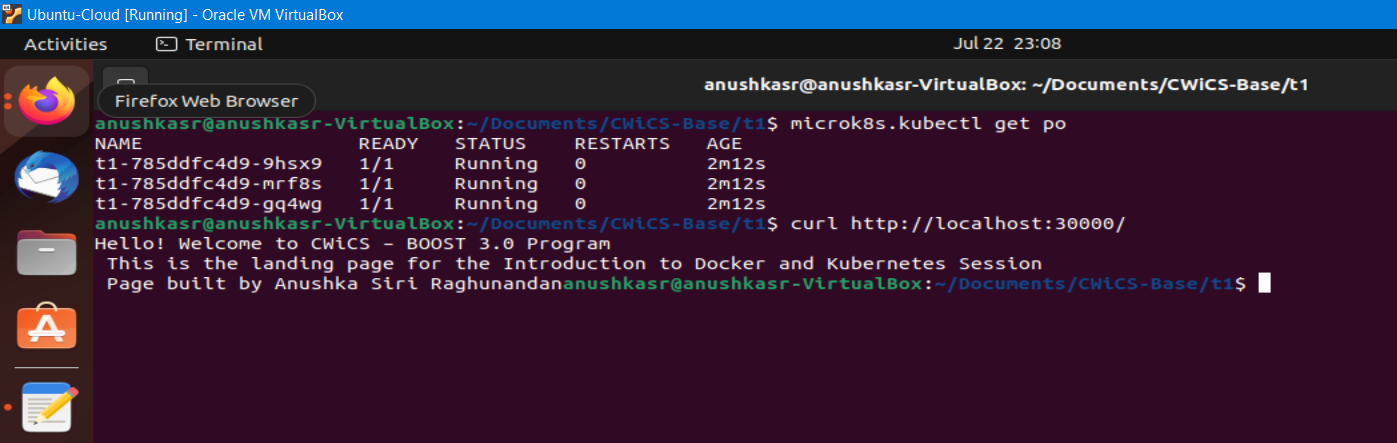 Ubuntu-Cloud [Running] - Oracle VM VirtualBox
Activities Terminal Jul 22 23:08
anushkasr@anushkasr-VirtualBox: ~/Documents/CWiCS-Base/t1
Firefox Web Browser
anushkasr@anushkasr-VirtualBox:~/Documents/CWiCS-Base/t1$ microk8s.kubectl get po
NAME READY STATUS RESTARTS AGE
t1-785ddfc4d9-9hsx9 1/1 Running 0 2m12s
t1-785ddfc4d9-mrf8s 1/1 Running 0 2m12s
t1-785ddfc4d9-gq4wg 1/1 Running 0 2m12s
anushkasr@anushkasr-VirtualBox:~/Documents/CWiCS-Base/t1$ curl http://localhost:30000/
Hello! Welcome to CWiCS – BOOST 3.0 Program
This is the landing page for the Introduction to Docker and Kubernetes Session
Page built by Anushka Siri Raghunandananushkasr@anushkasr-VirtualBox:~/Documents/CWiCS-Base/t1$